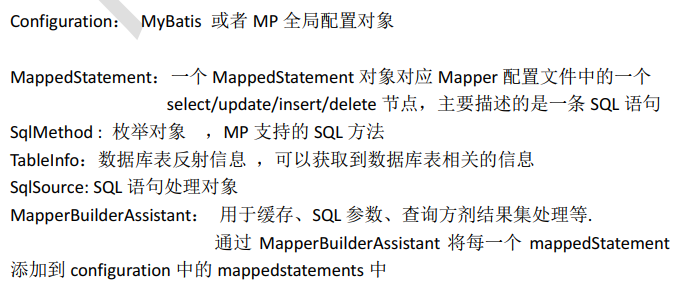 Configuration： MyBatis 或者 MP 全局配置对象
MappedStatement：一个 MappedStatement 对象对应 Mapper 配置文件中的一个
select/update/insert/delete 节点，主要描述的是一条 SQL 语句
SqlMethod : 枚举对象 ，MP 支持的 SQL 方法
TableInfo：数据库表反射信息 ，可以获取到数据库表相关的信息
SqlSource: SQL 语句处理对象
MapperBuilderAssistant： 用于缓存、SQL 参数、查询方剂结果集处理等.
通过 MapperBuilderAssistant 将每一个 mappedStatement
添加到 configuration 中的 mappedstatements 中